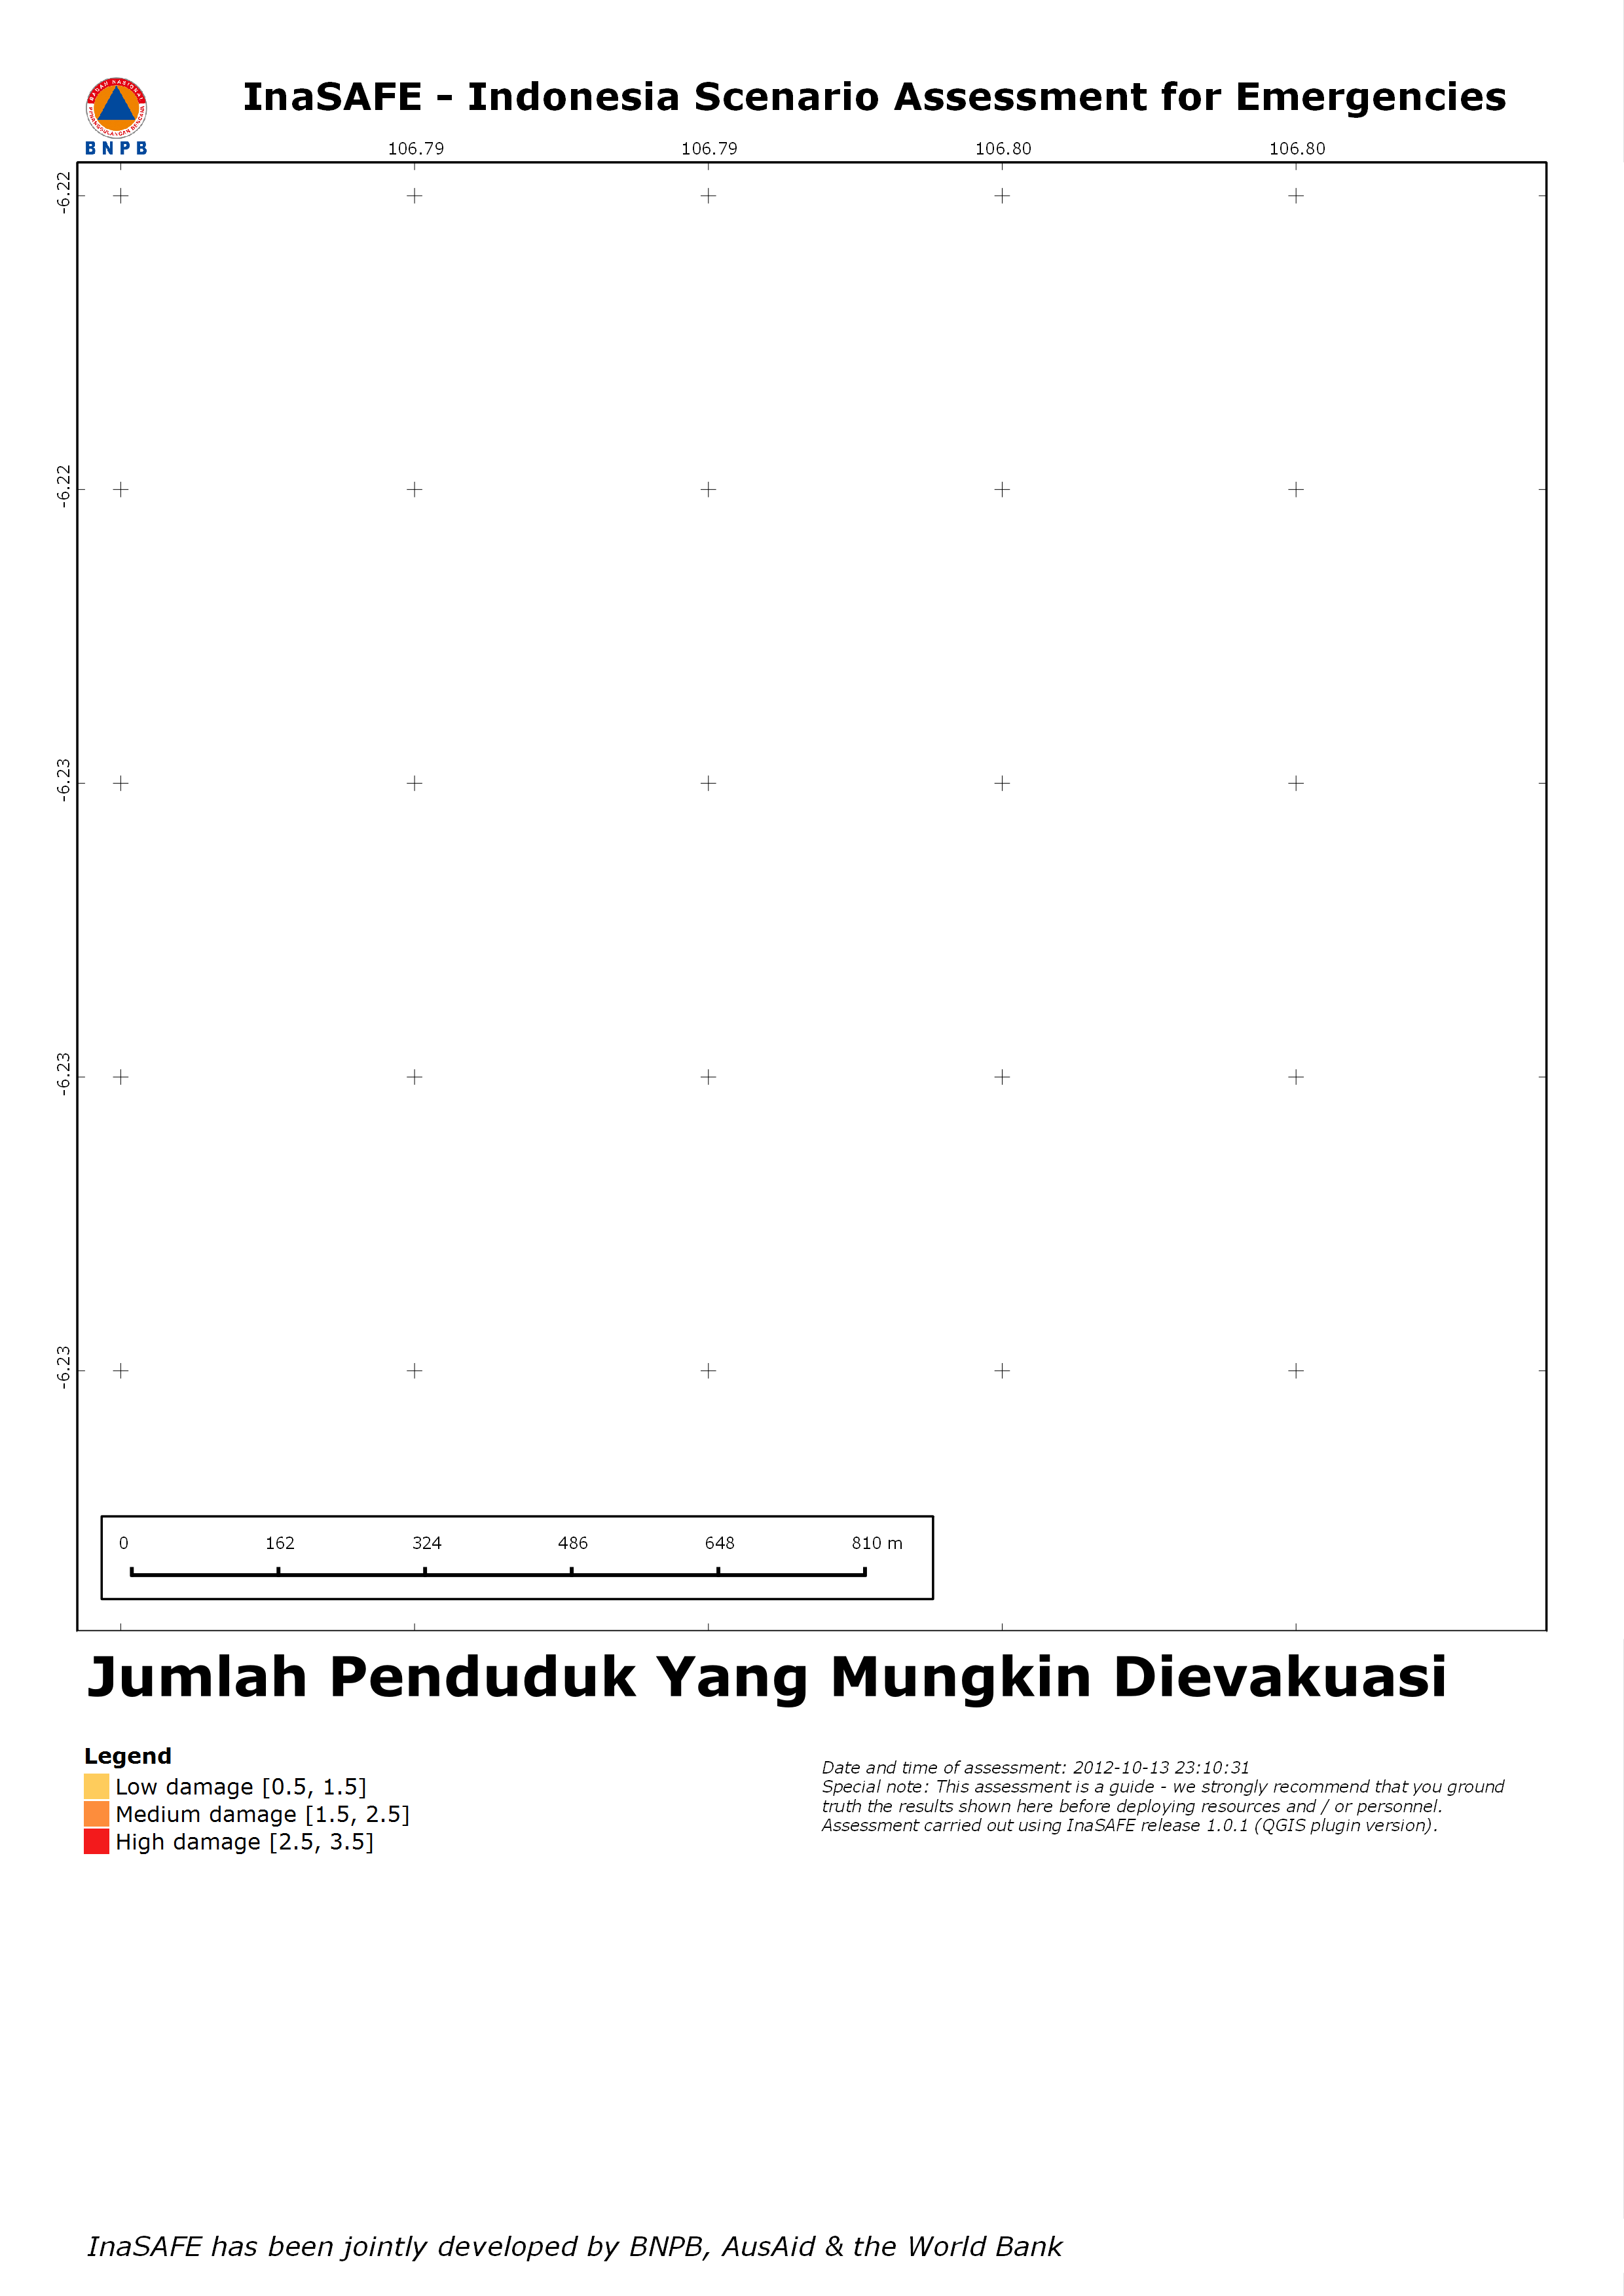 InaSAFE - Indonesia Scenario Assessment for Emergencies
BADAN NASIONAL
PENANGGULANGAN BENCANA
BNPB
106.79 106.79 106.80 106.80
-6.22
-6.22
-6.23
-6.23
-6.23
0 162 324 486 648 810 m
Jumlah Penduduk Yang Mungkin Dievakuasi
Legend
Low damage [0.5, 1.5]
Medium damage [1.5, 2.5]
High damage [2.5, 3.5]
Date and time of assessment: 2012-10-13 23:10:31
Special note: This assessment is a guide - we strongly recommend that you ground
truth the results shown here before deploying resources and / or personnel.
Assessment carried out using InaSAFE release 1.0.1 (QGIS plugin version).
InaSAFE has been jointly developed by BNPB, AusAid & the World Bank